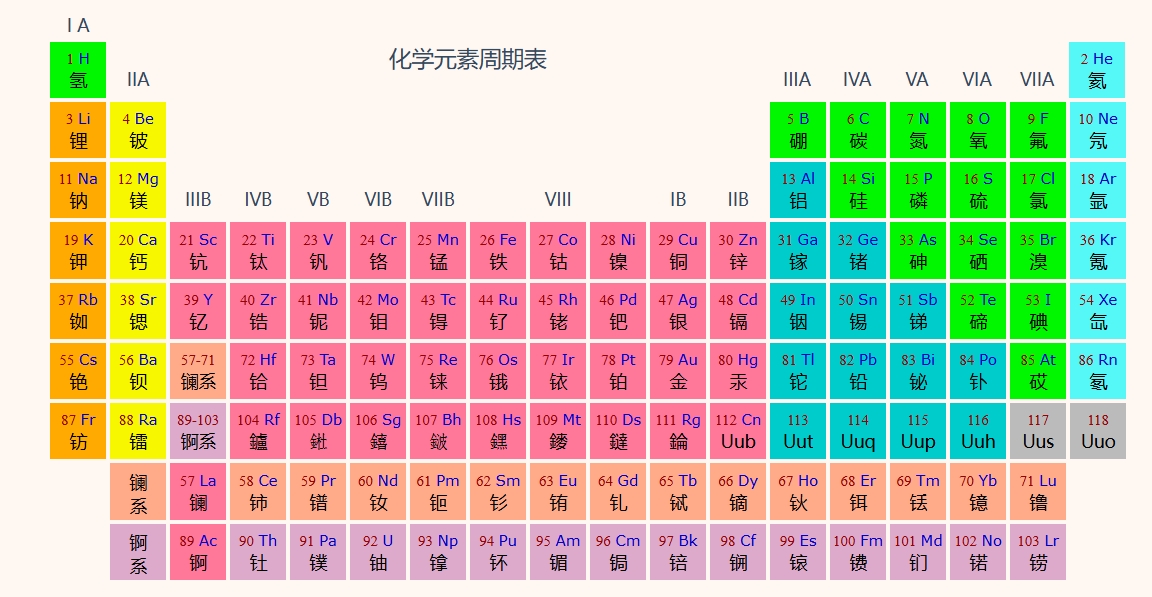 I A
化学元素周期表
1 H
氢
IIA
IIIA IVA VA VIA VIIA
2 He
氦
3 Li 4 Be 5 B 6 C 7 N 8 O 9 F 10 Ne
锂 铍 硼 碳 氮 氧 氟 氖
11 Na 12 Mg 13 Al 14 Si 15 P 16 S 17 Cl 18 Ar
钠 镁 铝 硅 磷 硫 氯 氩
IIIB IVB VB VIB VIIB VIII IB IIB
19 K 20 Ca 21 Sc 22 Ti 23 V 24 Cr 25 Mn 26 Fe 27 Co 28 Ni 29 Cu 30 Zn 31 Ga 32 Ge 33 As 34 Se 35 Br 36 Kr
钾 钙 钪 钛 钒 铬 锰 铁 钴 镍 铜 锌 镓 锗 砷 硒 溴 氪
37 Rb 38 Sr 39 Y 40 Zr 41 Nb 42 Mo 43 Tc 44 Ru 45 Rh 46 Pd 47 Ag 48 Cd 49 In 50 Sn 51 Sb 52 Te 53 I 54 Xe
铷 锶 钇 锆 铌 钼 锝 钌 铑 钯 银 镉 铟 锡 锑 碲 碘 氙
55 Cs 56 Ba 57-71 72 Hf 73 Ta 74 W 75 Re 76 Os 77 Ir 78 Pt 79 Au 80 Hg 81 Tl 82 Pb 83 Bi 84 Po 85 At 86 Rn
铯 钡 镧系 铪 钽 钨 铼 锇 铱 铂 金 汞 铊 铅 铋 钋 砹 氡
87 Fr 88 Ra 89-103 104 Rf 105 Db 106 Sg 107 Bh 108 Hs 109 Mt 110 Ds 111 Rg 112 Cn 113 114 115 116 117 118
钫 镭 锕系 鑪 𨧀 𨭎 𨨏 𨭆 䥑 鐽 錀 Uub Uut Uuq Uup Uuh Uus Uuo
镧
系
57 La 58 Ce 59 Pr 60 Nd 61 Pm 62 Sm 63 Eu 64 Gd 65 Tb 66 Dy 67 Ho 68 Er 69 Tm 70 Yb 71 Lu
镧 铈 镨 钕 钷 钐 铕 钆 铽 镝 钬 铒 铥 镱 镥
锕
系
89 Ac 90 Th 91 Pa 92 U 93 Np 94 Pu 95 Am 96 Cm 97 Bk 98 Cf 99 Es 100 Fm 101 Md 102 No 103 Lr
锕 钍 镤 铀 镎 钚 镅 锔 锫 锎 锿 镄 钔 锘 铹